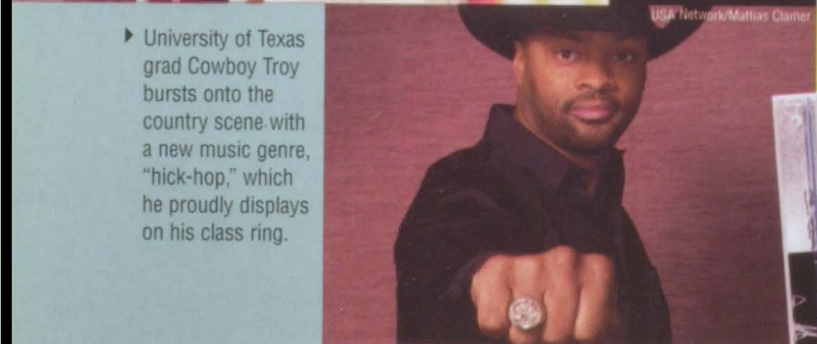 USA Network/Mattias Clamer
University of Texas
grad Cowboy Troy
bursts onto the
country scene with
a new music genre,
“hick-hop,” which
he proudly displays
on his class ring.